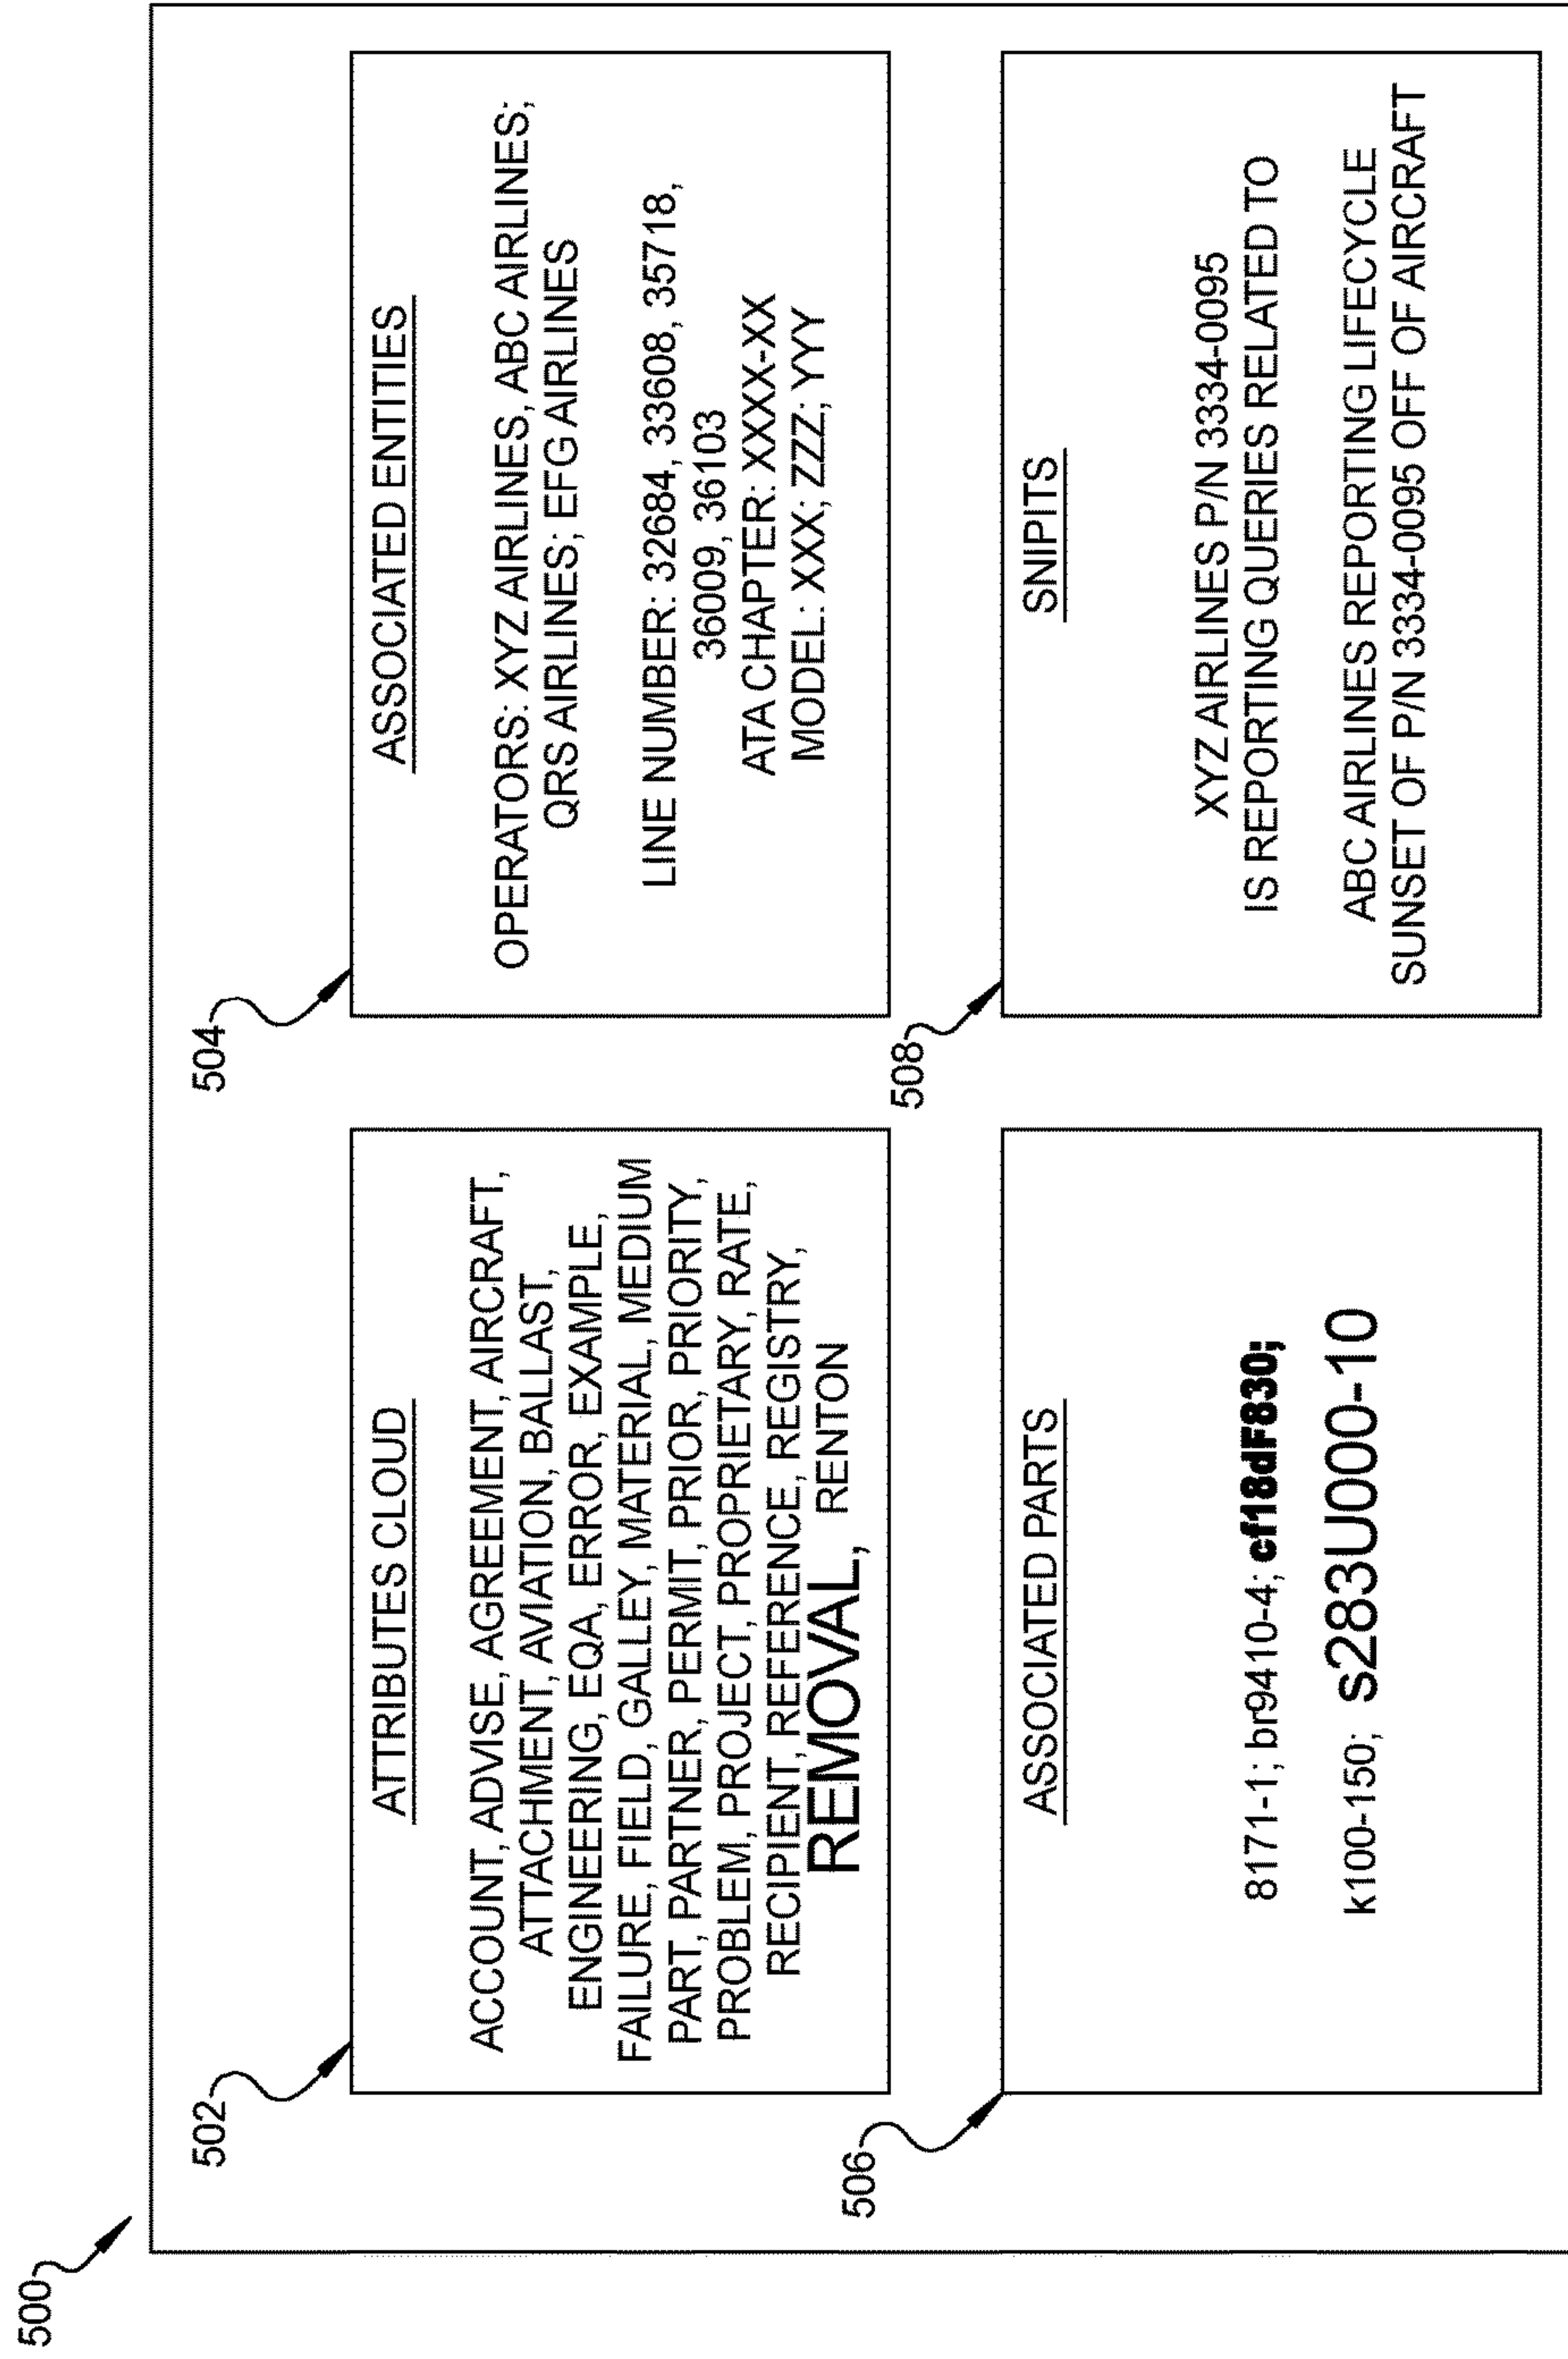 500
502
ATTRIBUTES CLOUD
ACCOUNT, ADVISE, AGREEMENT, AIRCRAFT,
ATTACHMENT, AVIATION, BALLAST,
ENGINEERING, EQA, ERROR, EXAMPLE,
FAILURE, FIELD, GALLEY, MATERIAL, MEDIUM
PART, PARTNER, PERMIT, PRIOR, PRIORITY,
PROBLEM, PROJECT, PROPRIETARY, RATE,
RECIPIENT, REFERENCE, REGISTRY,
REMOVAL, RENTON
504
ASSOCIATED ENTITIES
OPERATORS: XYZ AIRLINES, ABC AIRLINES;
QRS AIRLINES; EFG AIRLINES
LINE NUMBER: 32684, 33608, 35718,
36009, 36103
ATA CHAPTER: XXXX-XX
MODEL: XXX; ZZZ; YYY
506
ASSOCIATED PARTS
8171-1; br9410-4; cf18dF830;
k100-150; s283U000-10
508
SNIPITS
XYZ AIRLINES P/N 3334-0095
IS REPORTING QUERIES RELATED TO
ABC AIRLINES REPORTING LIFECYCLE
SUNSET OF P/N 3334-0095 OFF OF AIRCRAFT